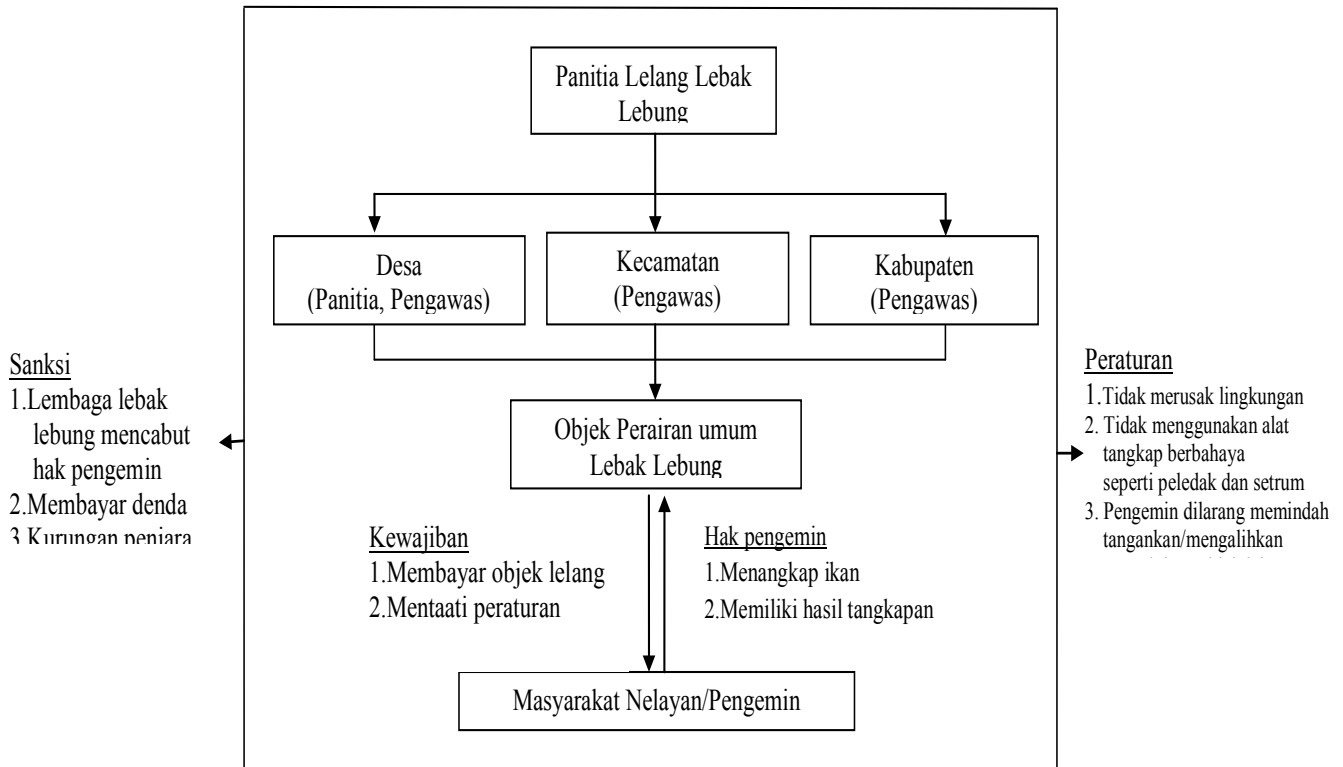 Panitia Lelang Lebak
Lebung
Desa
(Panitia, Pengawas)
Kecamatan
(Pengawas)
Kabupaten
(Pengawas)
Sanksi
1.Lembaga lebak
lebung mencabut
hak pengemin
2.Membayar denda
3.Kurungan penjara
Objek Perairan umum
Lebak Lebung
Peraturan
1.Tidak merusak lingkungan
2. Tidak menggunakan alat
tangkap berbahaya
seperti peledak dan setrum
3. Pengemin dilarang memindah
tangankan/mengalihkan
Kewajiban
1.Membayar objek lelang
2.Mentaati peraturan
Hak pengemin
1.Menangkap ikan
2.Memiliki hasil tangkapan
Masyarakat Nelayan/Pengemin